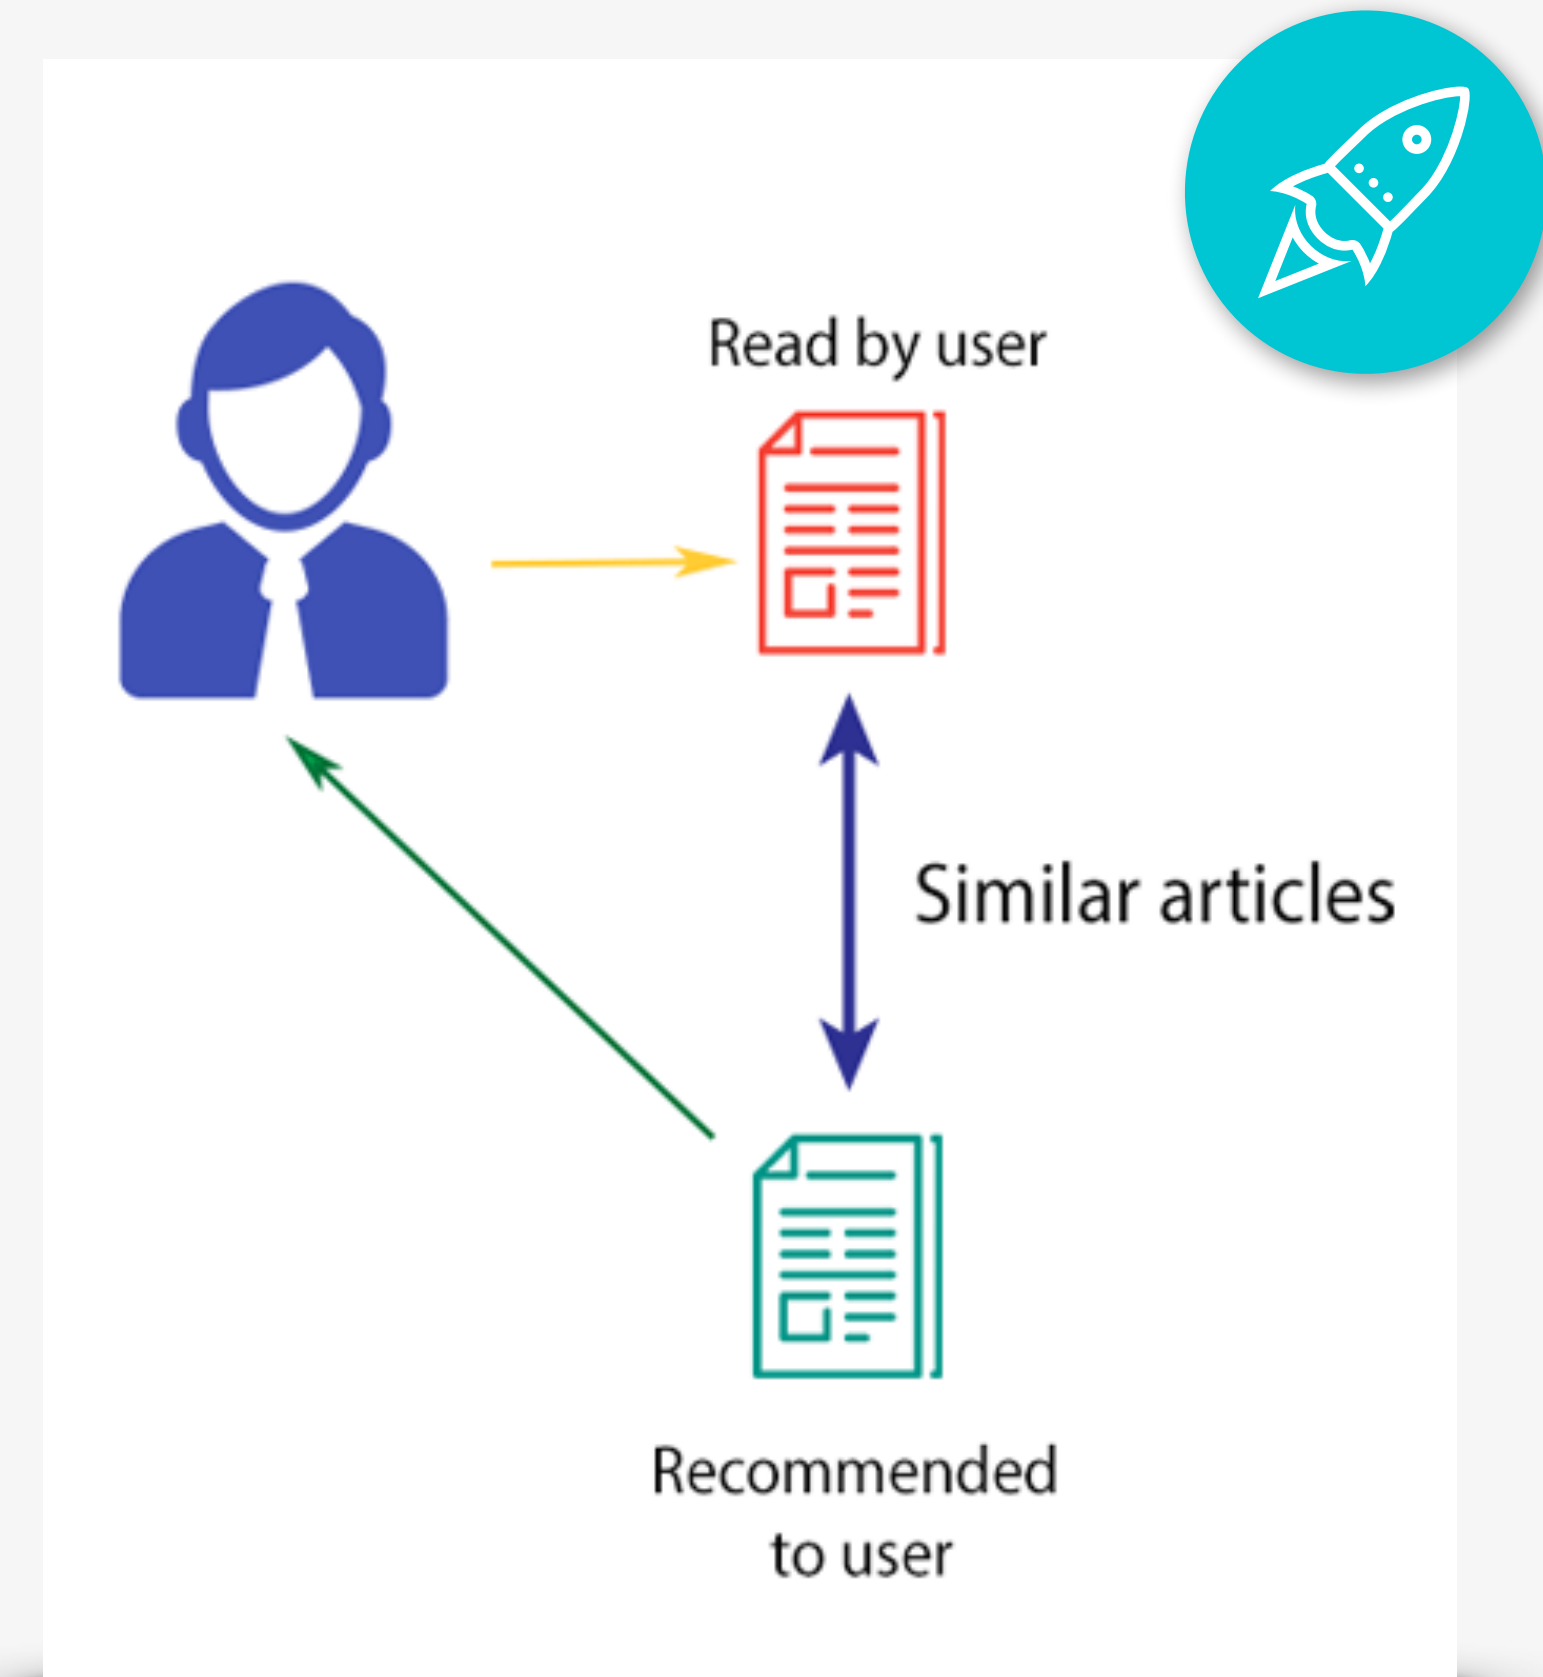 Read by user
Similar articles
Recommended
to user